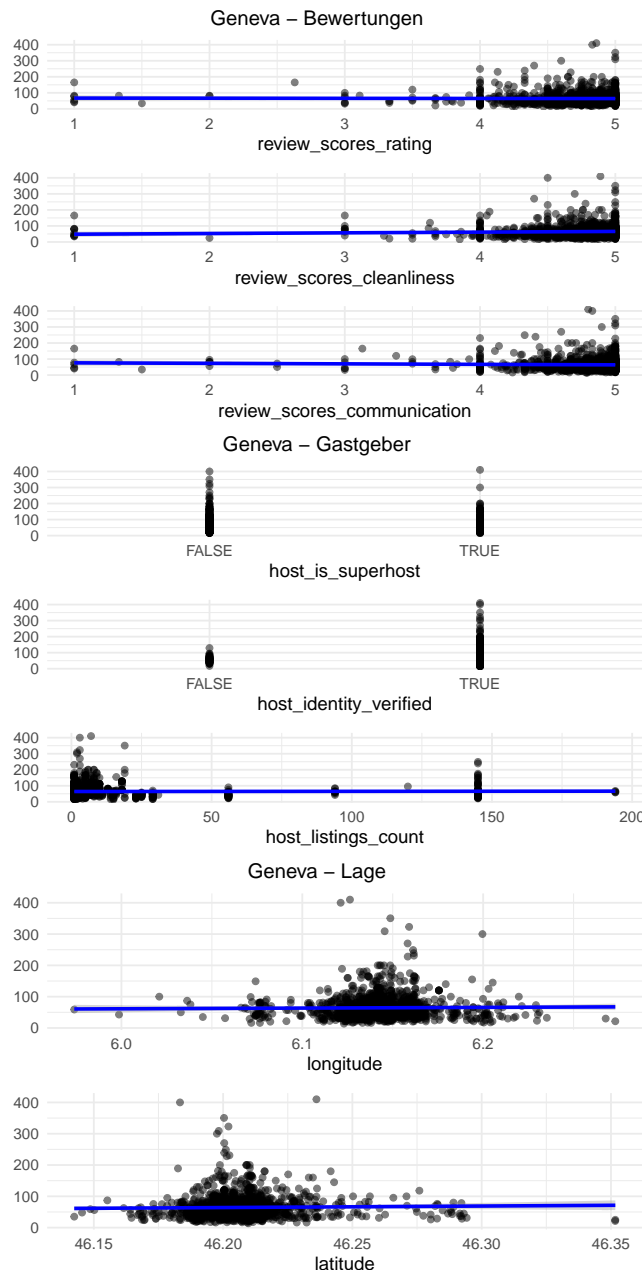 Geneva – Bewertungen
400
300
200
100
0
1 2 3 4 5
review_scores_rating
400
300
200
100
0
1 2 3 4 5
review_scores_cleanliness
400
300
200
100
0
1 2 3 4 5
review_scores_communication
Geneva – Gastgeber
400
300
200
100
0
FALSE TRUE
host_is_superhost
400
300
200
100
0
FALSE TRUE
host_identity_verified
400
300
200
100
0
0 50 100 150 200
host_listings_count
Geneva – Lage
400
300
200
100
0
6.0 6.1 6.2
longitude
400
300
200
100
0
46.15 46.20 46.25 46.30 46.35
latitude